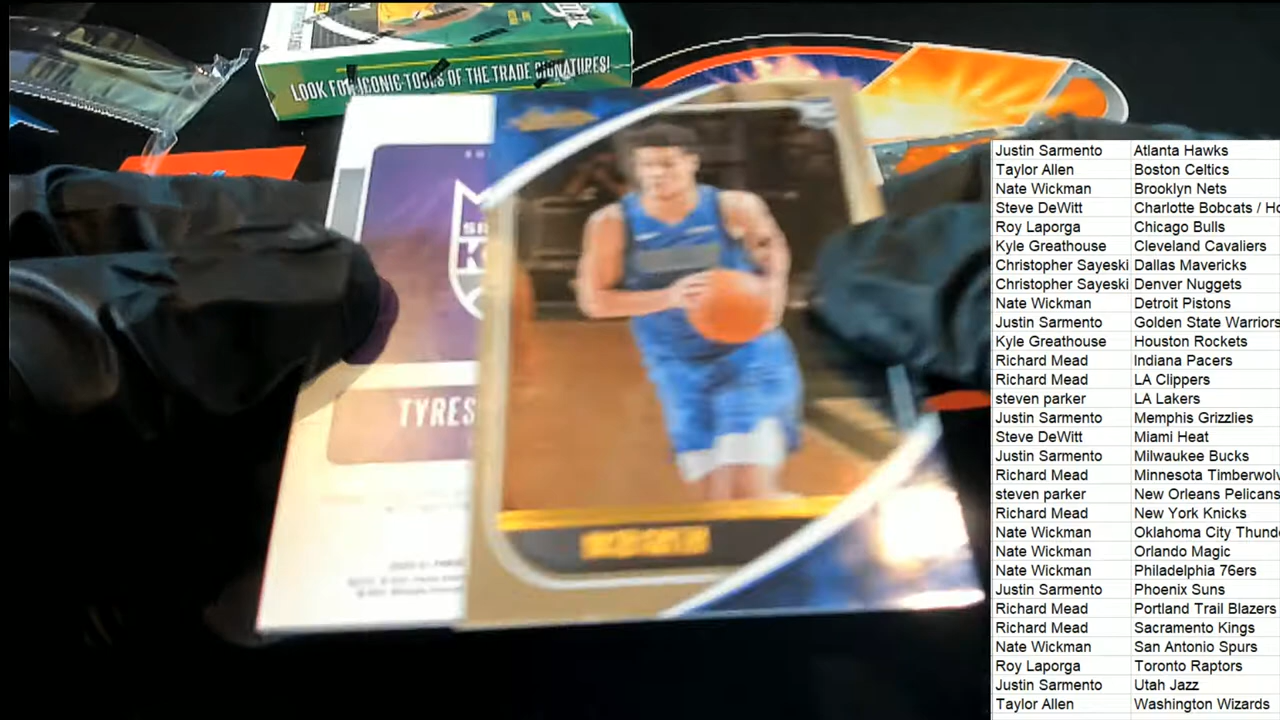 LOOK FOR ICONIC TOOLS OF THE TRADE SIGNATURES!
TYRES
Justin Sarmento Atlanta Hawks
Taylor Allen Boston Celtics
Nate Wickman Brooklyn Nets
Steve DeWitt Charlotte Bobcats / Ho
Roy Laporga Chicago Bulls
Kyle Greathouse Cleveland Cavaliers
Christopher Sayeski Dallas Mavericks
Christopher Sayeski Denver Nuggets
Nate Wickman Detroit Pistons
Justin Sarmento Golden State Warriors
Kyle Greathouse Houston Rockets
Richard Mead Indiana Pacers
Richard Mead LA Clippers
steven parker LA Lakers
Justin Sarmento Memphis Grizzlies
Steve DeWitt Miami Heat
Justin Sarmento Milwaukee Bucks
Richard Mead Minnesota Timberwolv
steven parker New Orleans Pelicans
Richard Mead New York Knicks
Nate Wickman Oklahoma City Thunde
Nate Wickman Orlando Magic
Nate Wickman Philadelphia 76ers
Justin Sarmento Phoenix Suns
Richard Mead Portland Trail Blazers
Richard Mead Sacramento Kings
Nate Wickman San Antonio Spurs
Roy Laporga Toronto Raptors
Justin Sarmento Utah Jazz
Taylor Allen Washington Wizards